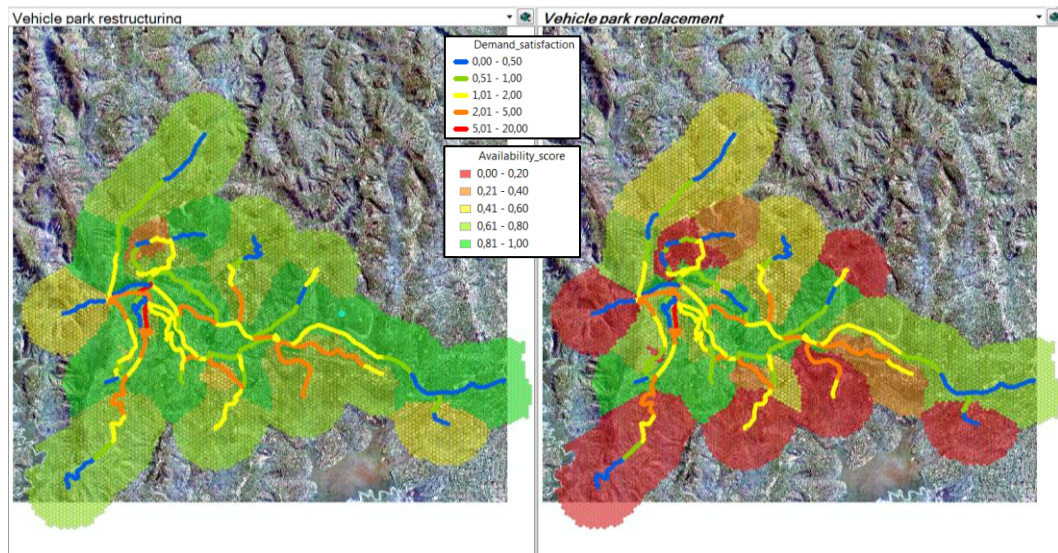 Vehicle park restructuring
Vehicle park replacement
Demand_satisfaction
0,00 - 0,50
0,51 - 1,00
1,01 - 2,00
2,01 - 5,00
5,01 - 20,00
Availability_score
0,00 - 0,20
0,21 - 0,40
0,41 - 0,60
0,61 - 0,80
0,81 - 1,00